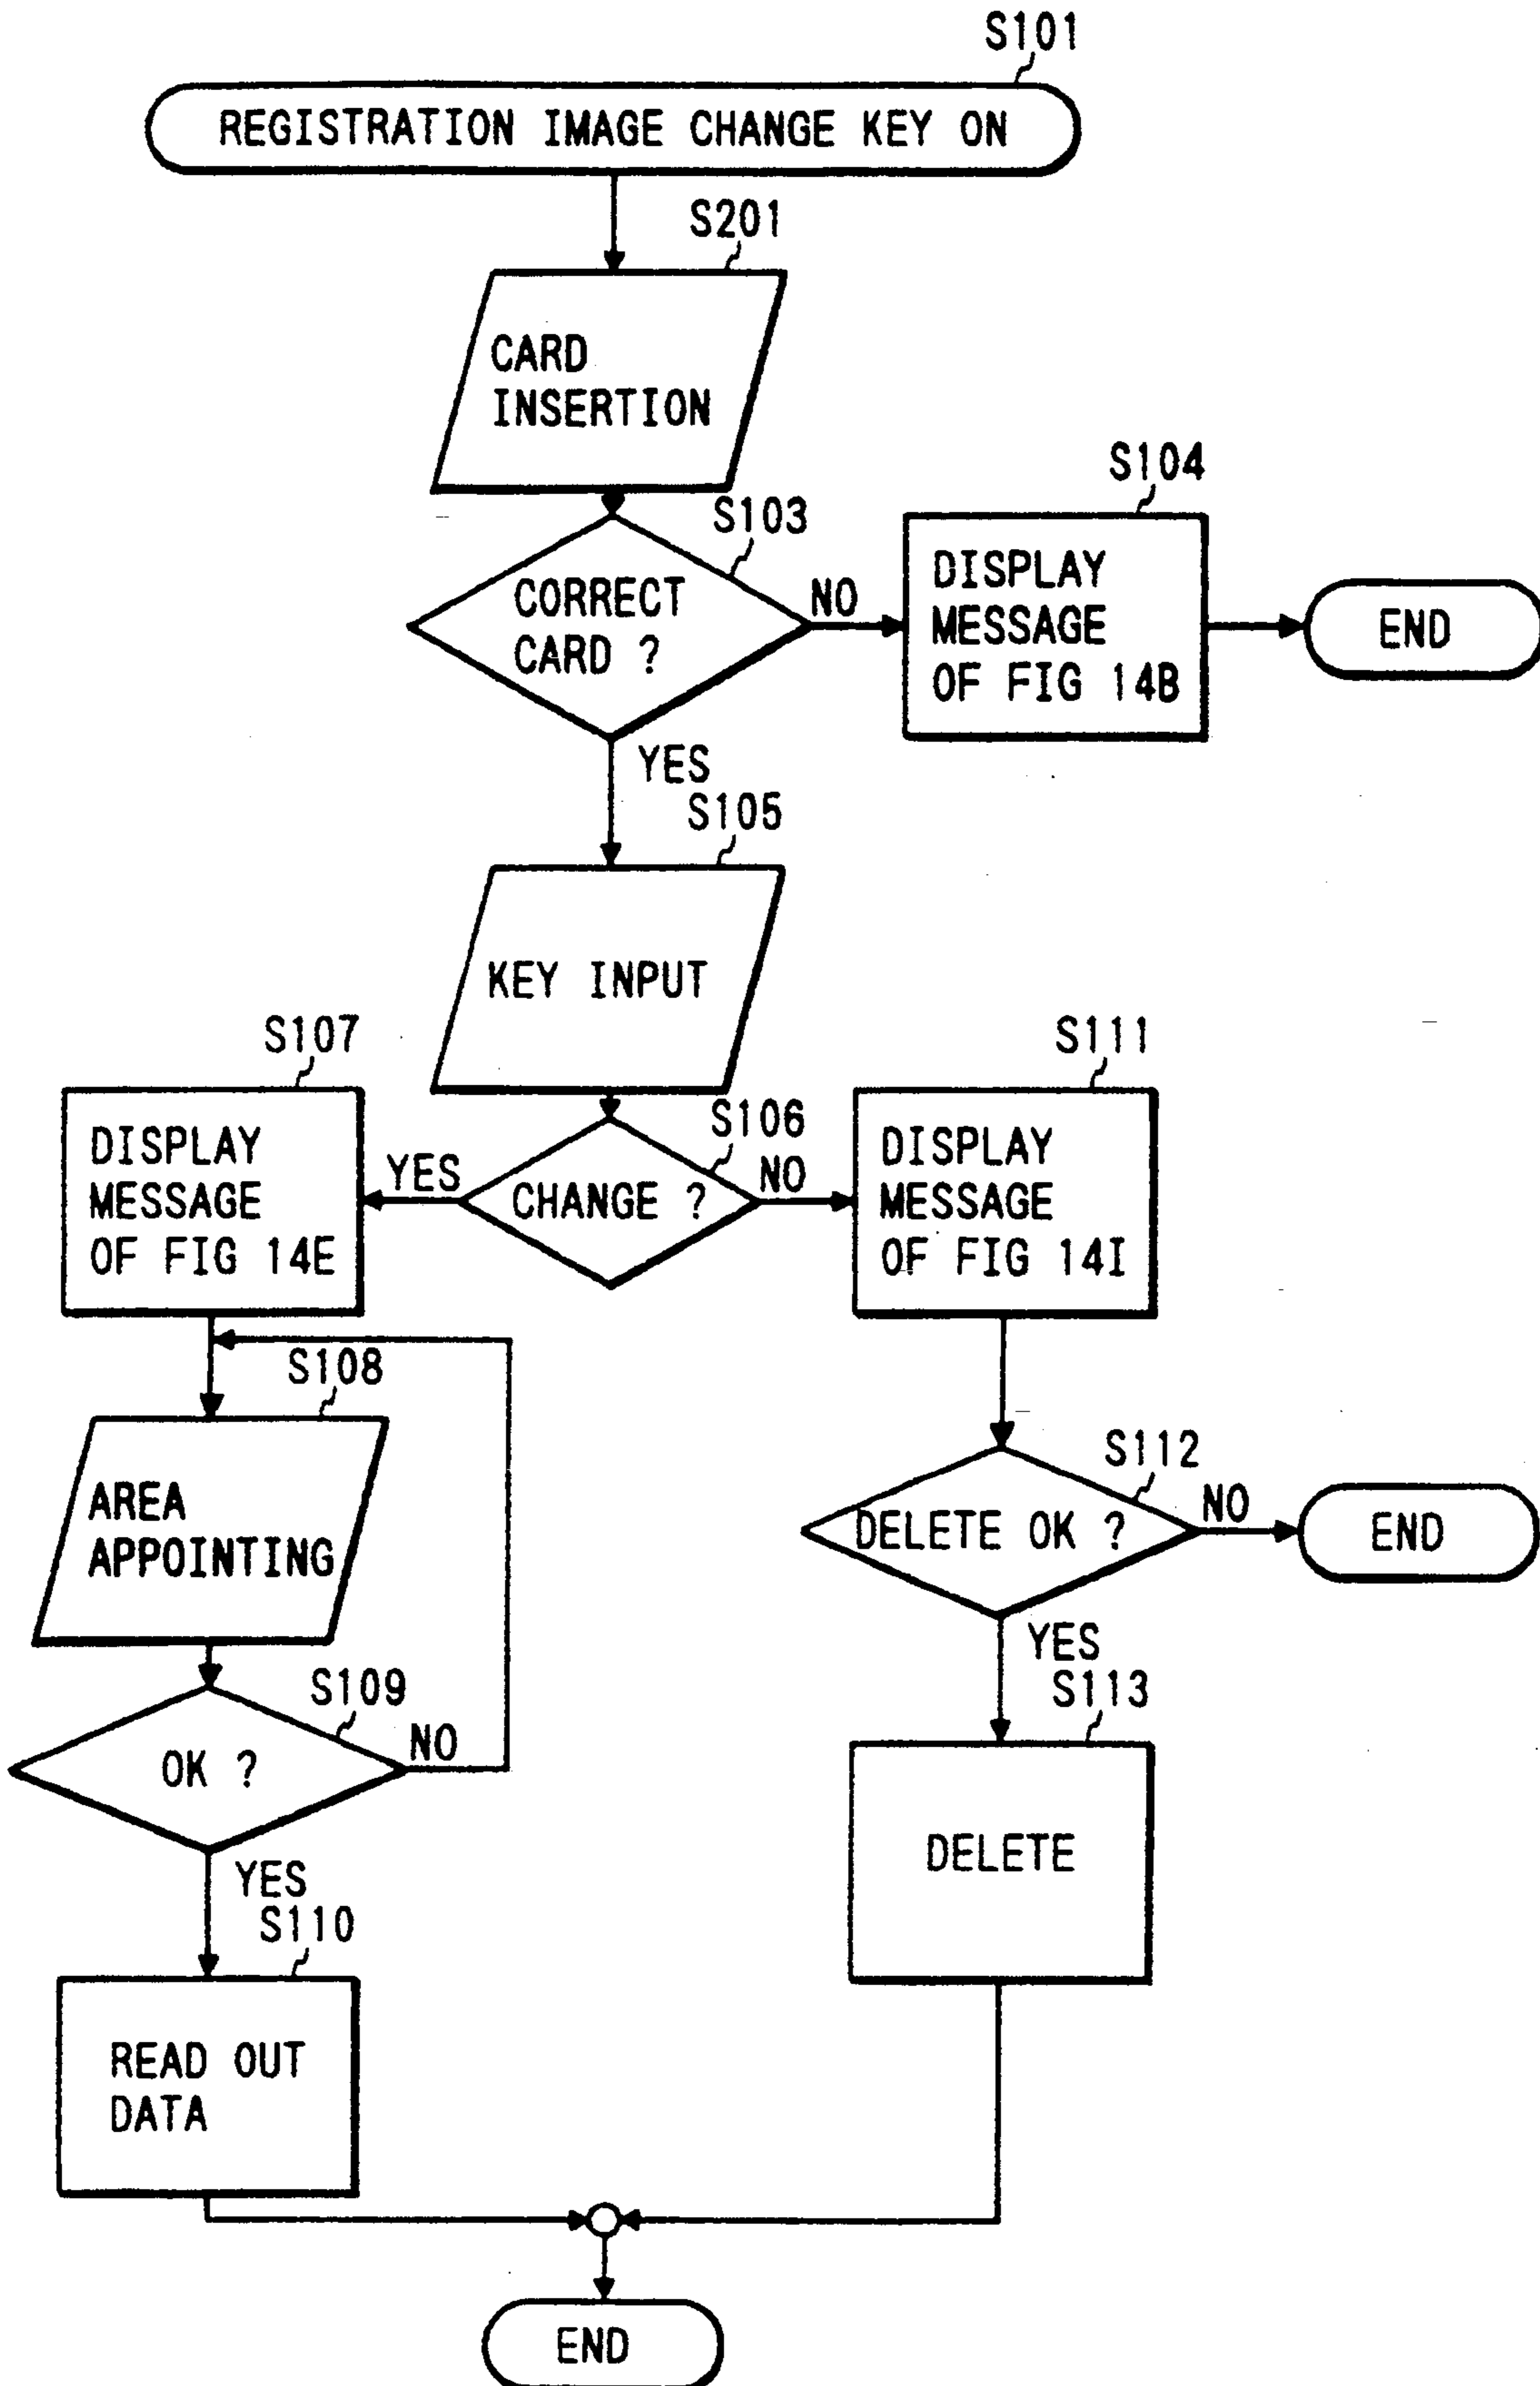 S101
REGISTRATION IMAGE CHANGE KEY ON
S201
CARD
INSERTION
S103
CORRECT
CARD ?
NO
S104
DISPLAY
MESSAGE
OF FIG 14B
END
YES
S105
KEY INPUT
S106
CHANGE ?
YES
NO
S107
DISPLAY
MESSAGE
OF FIG 14E
S111
DISPLAY
MESSAGE
OF FIG 14I
S108
AREA
APPOINTING
S109
OK ?
NO
YES
S110
READ OUT
DATA
S112
DELETE OK ?
NO
END
YES
S113
DELETE
END